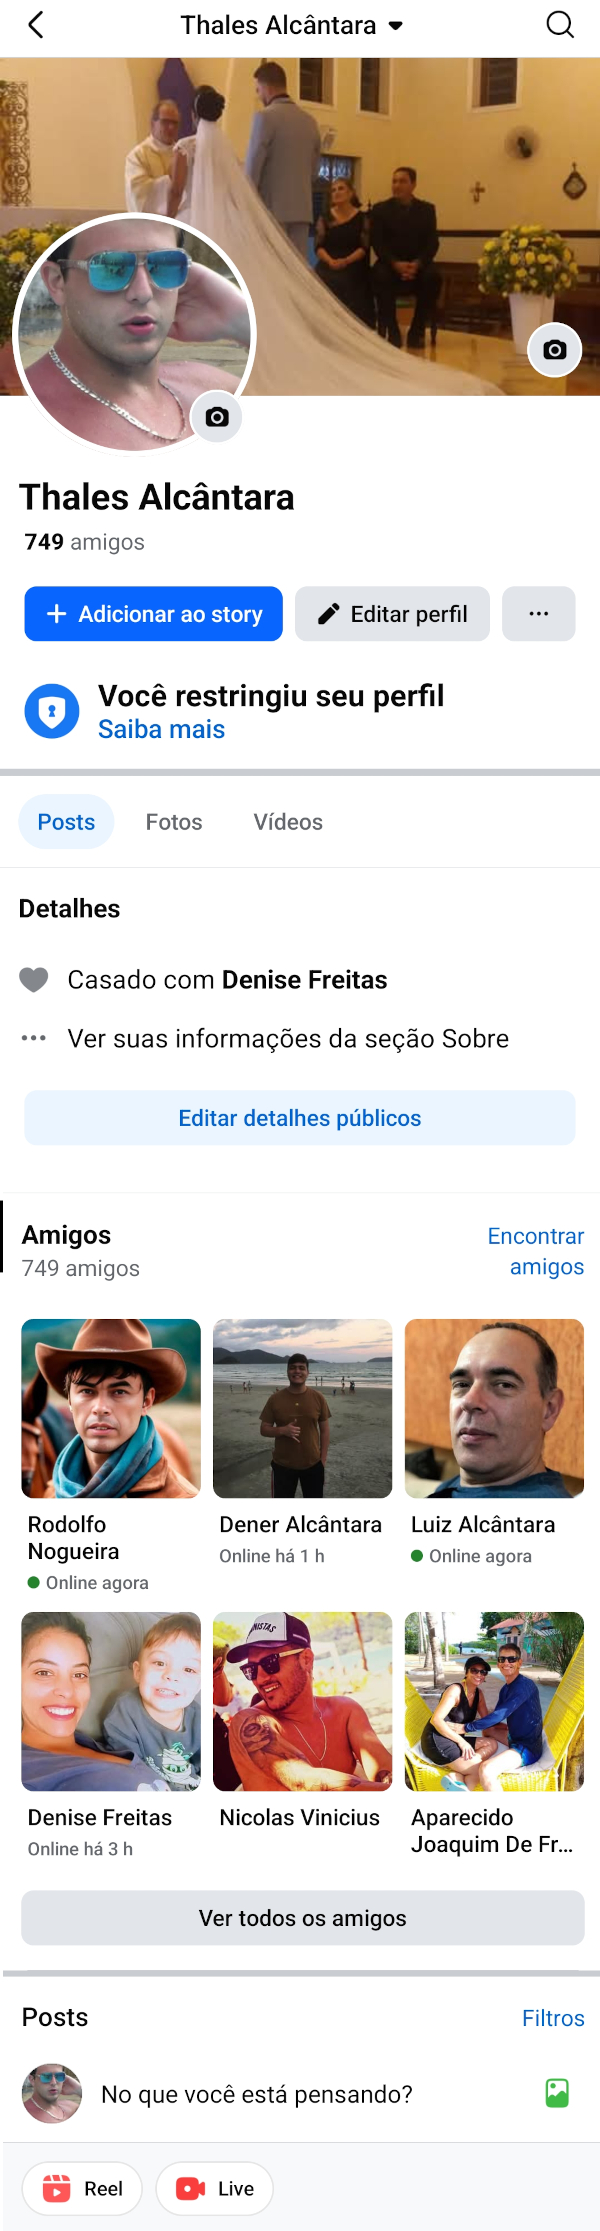 Thales Alcântara
Thales Alcântara
749 amigos
Adicionar ao story
Editar perfil
Você restringiu seu perfil
Saiba mais
Posts
Fotos
Vídeos
Detalhes
Casado com Denise Freitas
Ver suas informações da seção Sobre
Editar detalhes públicos
Amigos
749 amigos
Encontrar
amigos
Rodolfo
Nogueira
Online agora
Dener Alcântara
Online há 1 h
Luiz Alcântara
Online agora
NISTAS
Denise Freitas
Online há 3 h
Nicolas Vinicius
Aparecido
Joaquim De Fr...
Ver todos os amigos
Posts
Filtros
No que você está pensando?
Reel
Live